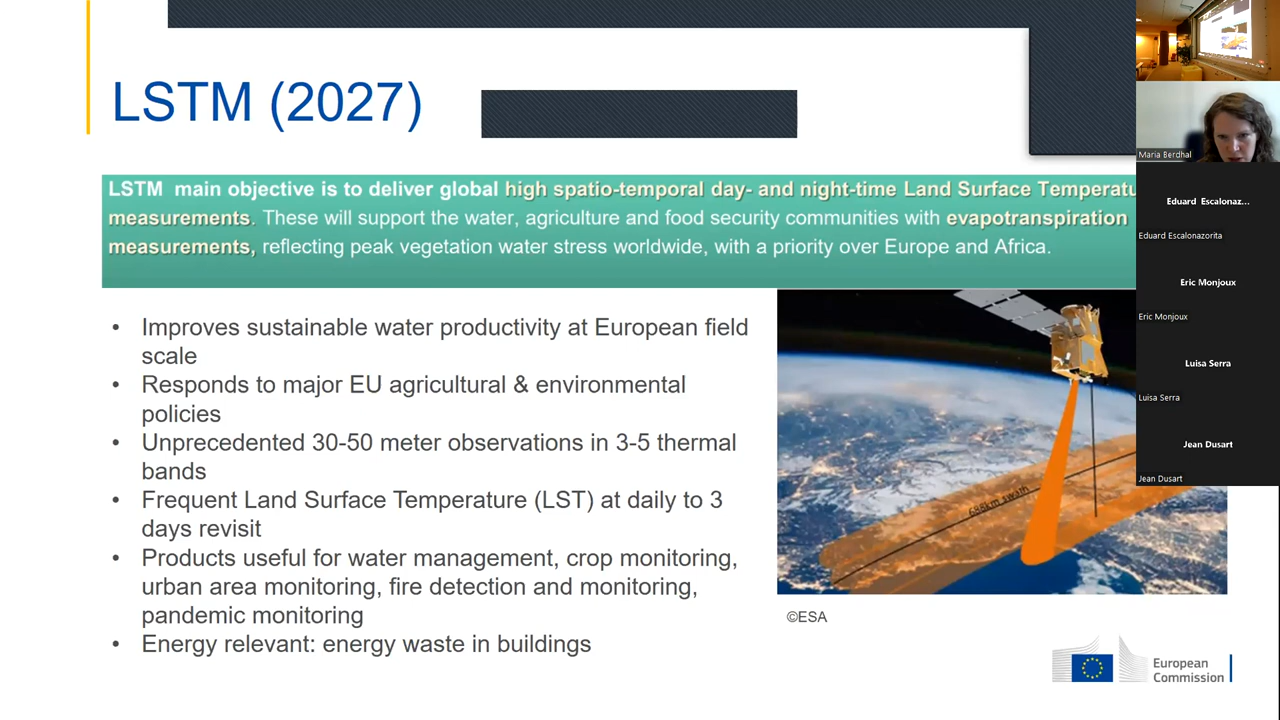 LSTM (2027)
LSTM main objective is to deliver global high spatio-temporal day- and night-time Land Surface Temperatu
measurements. These will support the water, agriculture and food security communities with evapotranspiration
measurements, reflecting peak vegetation water stress worldwide, with a priority over Europe and Africa.
• Improves sustainable water productivity at European field
scale
• Responds to major EU agricultural & environmental
policies
• Unprecedented 30-50 meter observations in 3-5 thermal
bands
• Frequent Land Surface Temperature (LST) at daily to 3
days revisit
• Products useful for water management, crop monitoring,
urban area monitoring, fire detection and monitoring,
pandemic monitoring
• Energy relevant: energy waste in buildings
688km swath
©ESA
European
Commission
Maria Berdhal
Eduard Escalonaz...
Eduard Escalonazorita
Eric Monjoux
Eric Monjoux
Luisa Serra
Luisa Serra
Jean Dusart
Jean Dusart